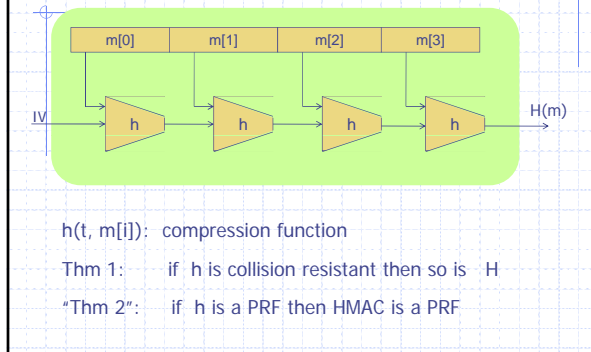 m[0] m[1] m[2] m[3]
IV h h h h H(m)
h(t, m[i]): compression function
Thm 1: if h is collision resistant then so is H
“Thm 2”: if h is a PRF then HMAC is a PRF